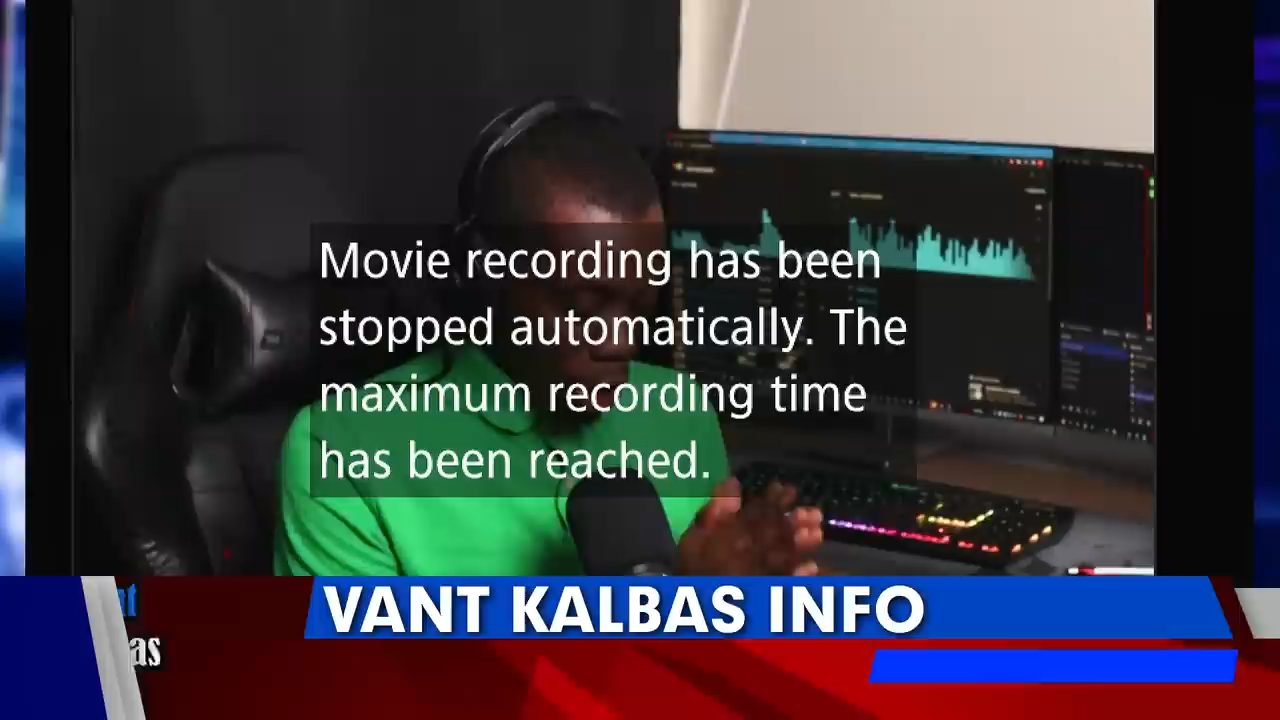 Movie recording has been
stopped automatically. The
maximum recording time
has been reached.
VANT KALBAS INFO